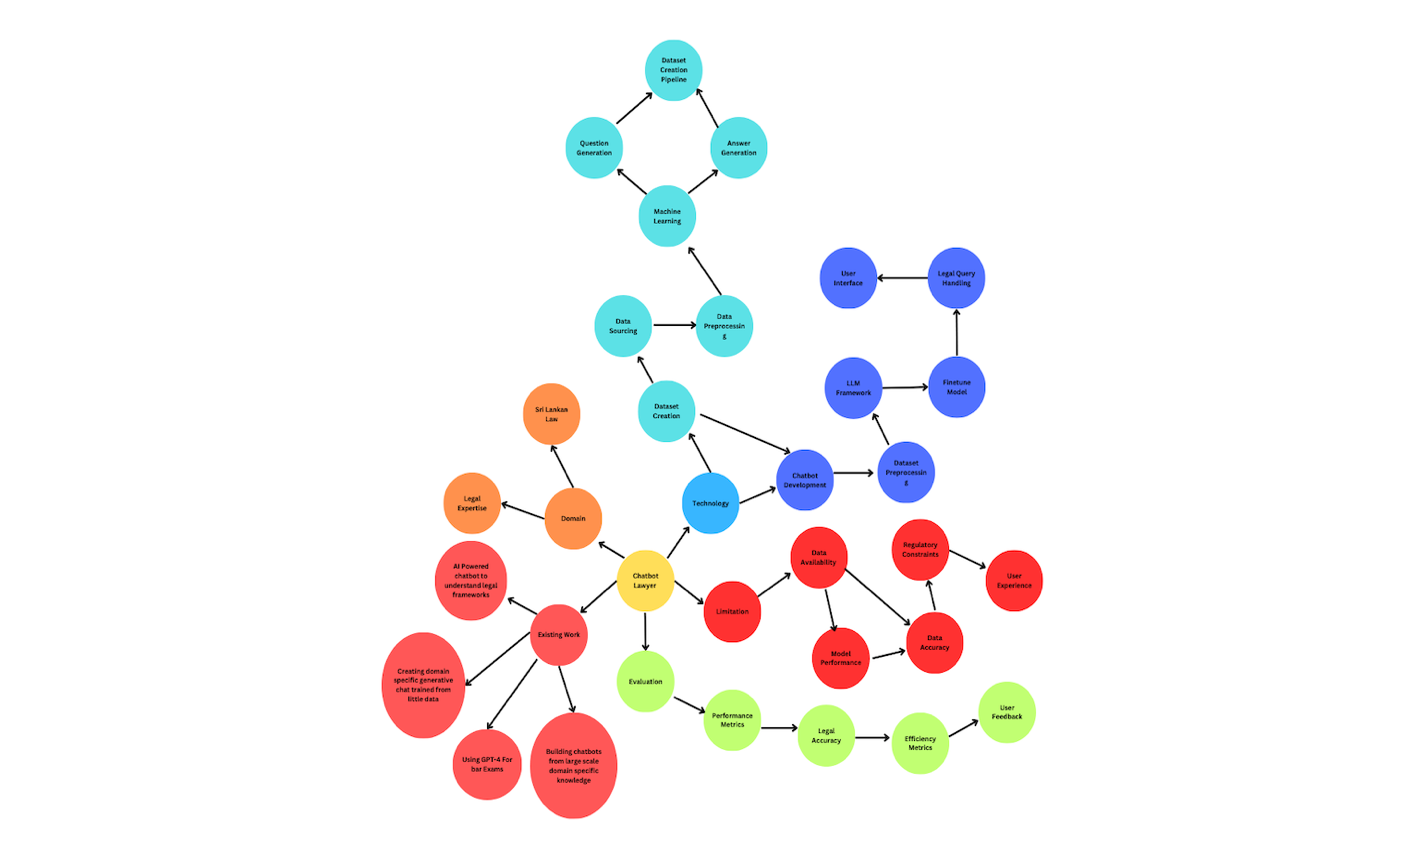 Dataset
Creation
Pipeline
Question
Generation
Answer
Generation
Machine
Learning
User
Interface
Legal Query
Handling
Data
Sourcing
Data
Preprocessin
g
LLM
Framework
Finetune
Model
Sri Lankan
Law
Dataset
Creation
Chatbot
Development
Dataset
Preprocessin
g
Legal
Expertise
Domain
Technology
AI Powered
chatbot to
understand legal
frameworks
Chatbot
Lawyer
Data
Availability
Regulatory
Constraints
User
Experience
Limitation
Existing Work
Model
Performance
Data
Accuracy
Creating domain
specific generative
chat trained from
little data
Evaluation
Performance
Metrics
Legal
Accuracy
Efficiency
Metrics
User
Feedback
Using GPT-4 For
bar Exams
Building chatbots
from large scale
domain specific
knowledge